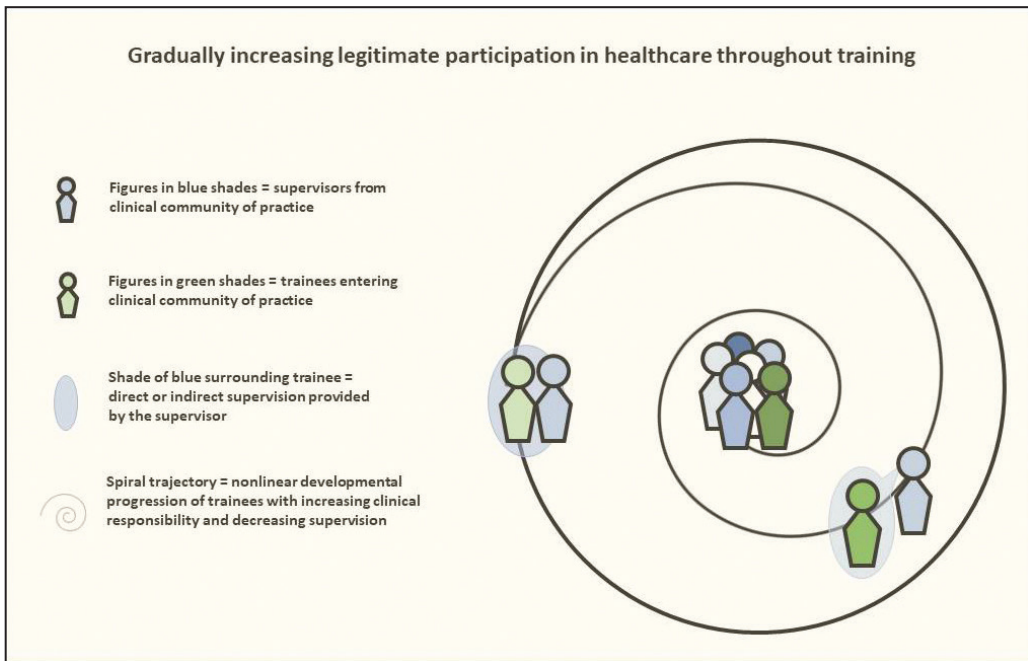 Gradually increasing legitimate participation in healthcare throughout training
Figures in blue shades = supervisors from
clinical community of practice
Figures in green shades = trainees entering
clinical community of practice
Shade of blue surrounding trainee =
direct or indirect supervision provided
by the supervisor
Spiral trajectory = nonlinear developmental
progression of trainees with increasing clinical
responsibility and decreasing supervision